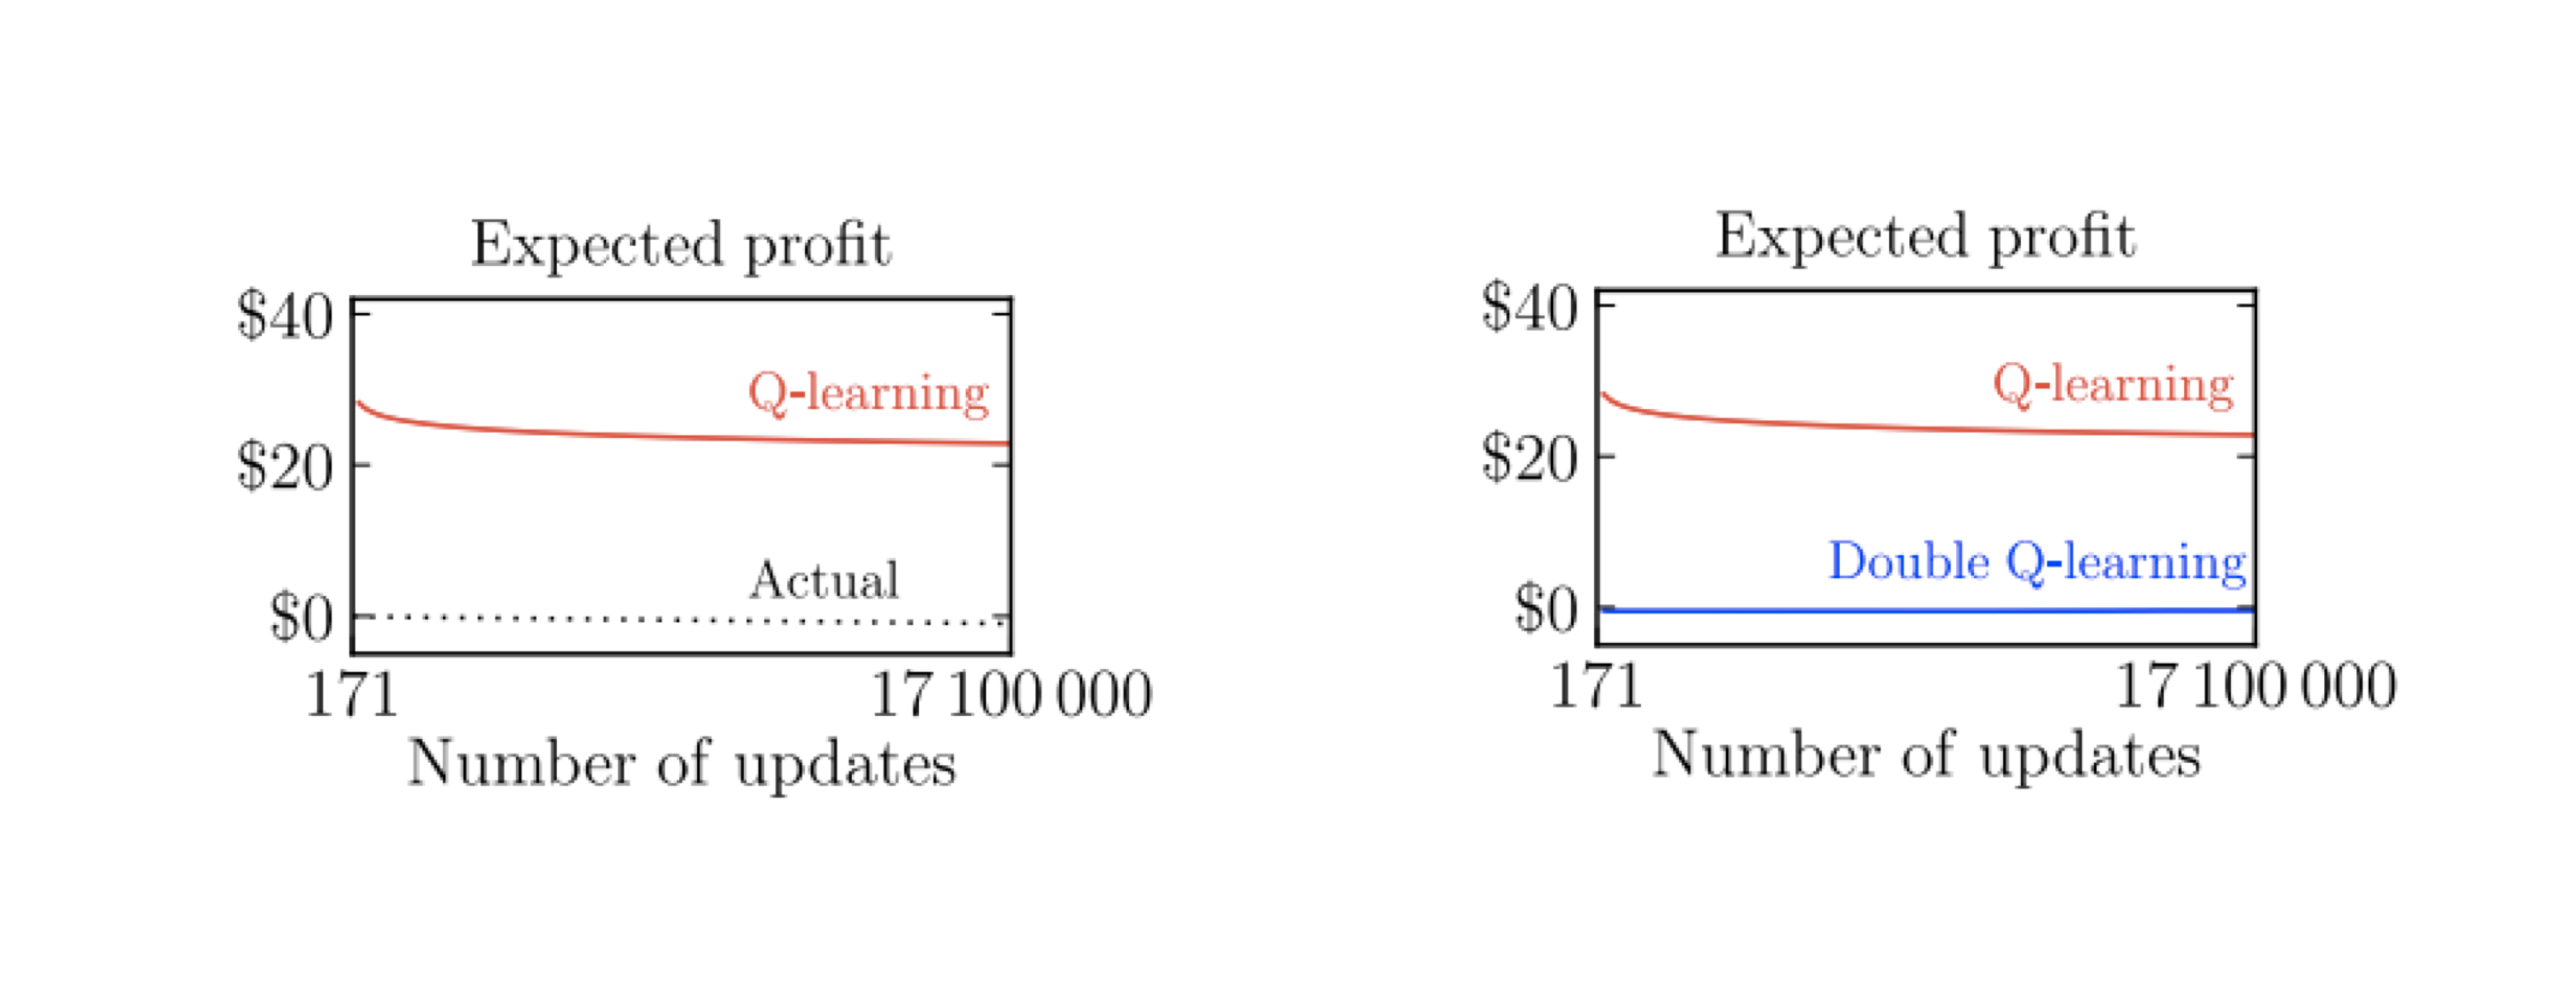 Expected profit
$40
Q-learning
$20
Actual
$0
171
17 100 000
Number of updates
Expected profit
$40
Q-learning
$20
Double Q-learning
$0
171
17 100 000
Number of updates